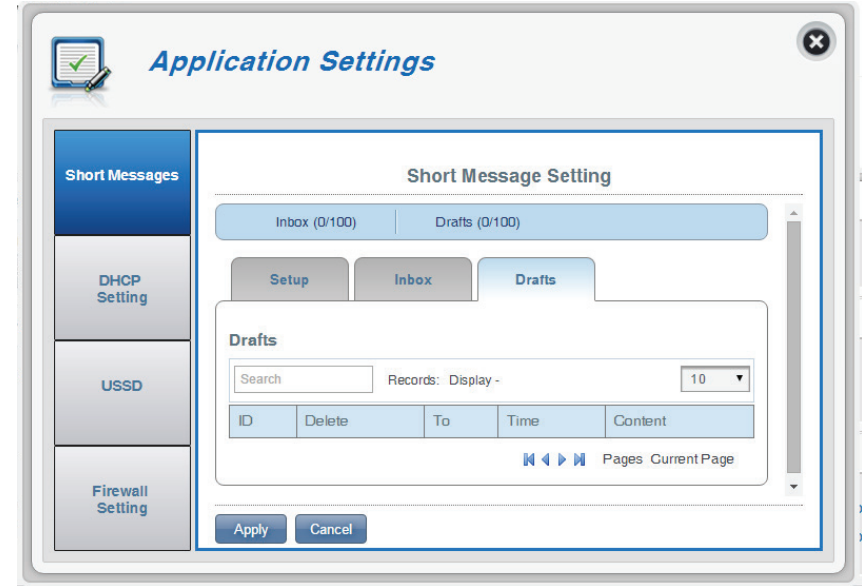 Application Settings
Short Messages
DHCP
Setting
USSD
Firewall
Setting
Short Message Setting
Inbox (0/100) Drafts (0/100)
Setup Inbox Drafts
Drafts
Search Records: Display - 10
ID Delete To Time Content
Pages Current Page
Apply Cancel